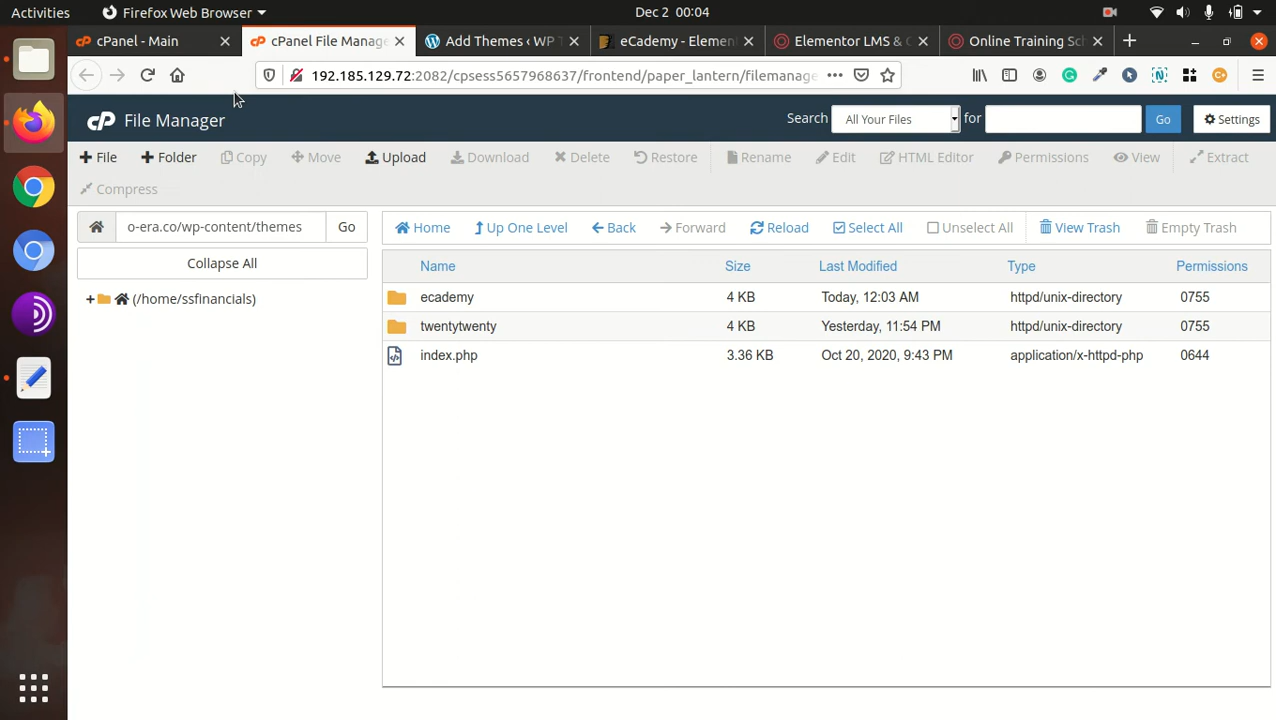 Activities Firefox Web Browser Dec 2 00:04
cPanel - Main cPanel File Manage Add Themes ‹ WP T eCademy - Elemen Elementor LMS & C Online Training Sch
192.185.129.72:2082/cpsess5657968637/frontend/paper_lantern/filemanage
cP File Manager Search All Your Files for Go Settings
File Folder Copy Move Upload Download Delete Restore Rename Edit HTML Editor Permissions View Extract
Compress
o-era.co/wp-content/themes Go Home Up One Level Back Forward Reload Select All Unselect All View Trash Empty Trash
Collapse All
Name Size Last Modified Type Permissions
(/home/ssfinancials) ecademy 4 KB Today, 12:03 AM httpd/unix-directory 0755
twentytwenty 4 KB Yesterday, 11:54 PM httpd/unix-directory 0755
index.php 3.36 KB Oct 20, 2020, 9:43 PM application/x-httpd-php 0644